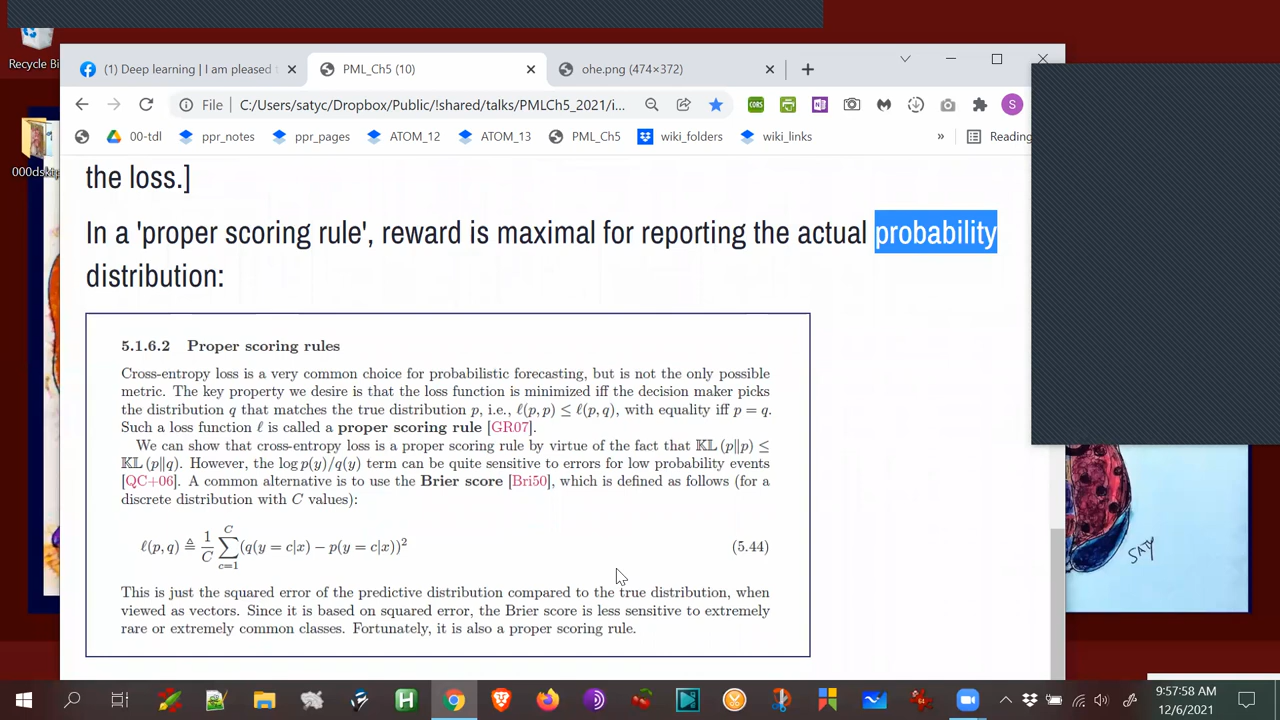 Recycle Bi
000dsktp
(1) Deep learning | I am pleased
PML_Ch5 (10)
ohe.png (474×372)
File
C:/Users/satyc/Dropbox/Public/!shared/talks/PMLCh5_2021/i...
CORS
S
00-tdl
ppr_notes
ppr_pages
ATOM_12
ATOM_13
PML_Ch5
wiki_folders
wiki_links
»
Reading
the loss.]
In a 'proper scoring rule', reward is maximal for reporting the actual probability
distribution:
5.1.6.2 Proper scoring rules
Cross-entropy loss is a very common choice for probabilistic forecasting, but is not the only possible
metric. The key property we desire is that the loss function is minimized iff the decision maker picks
the distribution q that matches the true distribution p, i.e., ℓ(p, p) ≤ ℓ(p, q), with equality iff p = q.
Such a loss function ℓ is called a proper scoring rule [GR07].
We can show that cross-entropy loss is a proper scoring rule by virtue of the fact that 𝕂𝕃 (p∥p) ≤
𝕂𝕃 (p∥q). However, the log p(y)/q(y) term can be quite sensitive to errors for low probability events
[QC+06]. A common alternative is to use the Brier score [Bri50], which is defined as follows (for a
discrete distribution with C values):
ℓ(p, q) ≜ 1/C ∑_{c=1}^{C} (q(y = c|x) − p(y = c|x))² (5.44)
This is just the squared error of the predictive distribution compared to the true distribution, when
viewed as vectors. Since it is based on squared error, the Brier score is less sensitive to extremely
rare or extremely common classes. Fortunately, it is also a proper scoring rule.
SATY
9:57:58 AM
12/6/2021